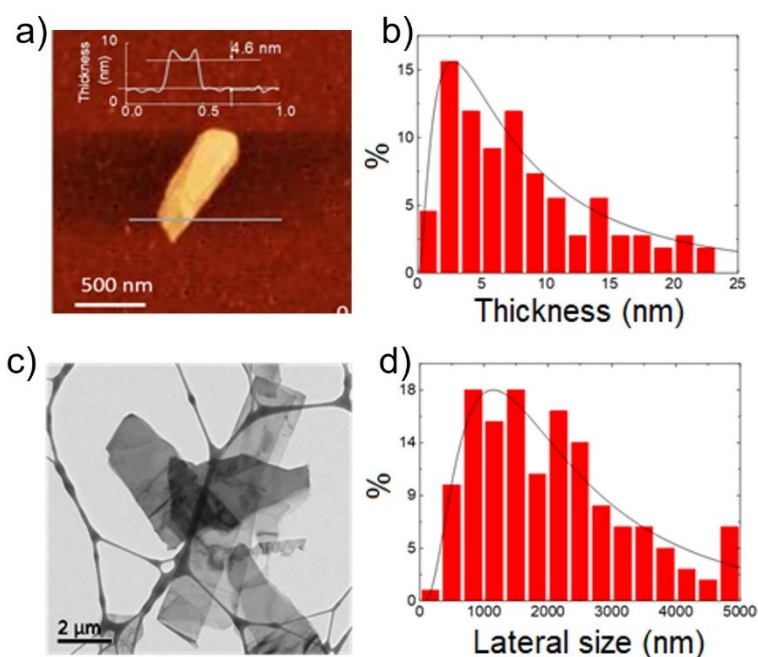 a)
10
Thickness
(nm)
0
4.6 nm
0.0 0.5 1.0
500 nm
b)
15
10
5
0
%
0 5 10 15 20 25
Thickness (nm)
c)
2 µm
d)
18
14
9
5
0
%
0 1000 2000 3000 4000 5000
Lateral size (nm)